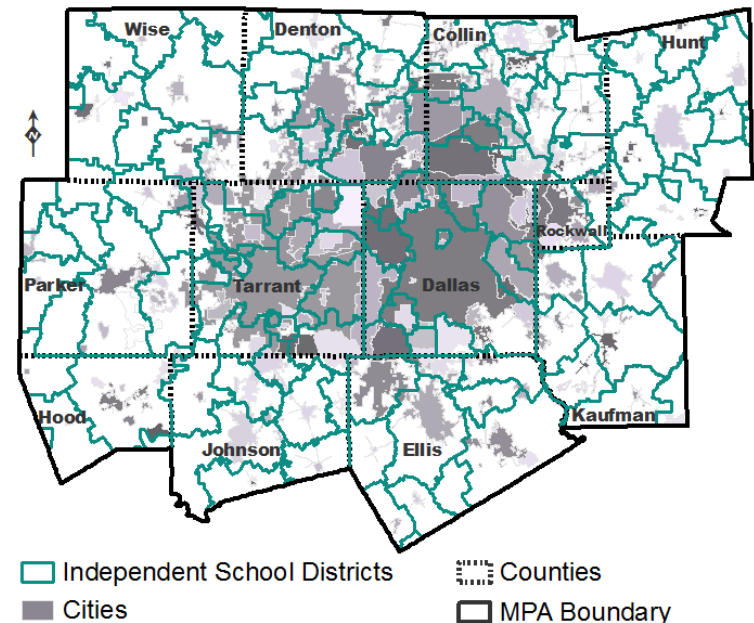 Wise Denton Collin Hunt
N
Rockwall
Parker Tarrant Dallas
Hood Johnson Ellis Kaufman
Independent School Districts Counties
Cities MPA Boundary